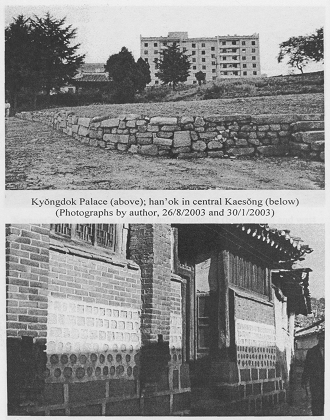 Kyŏngdok Palace (above); han'ok in central Kaesŏng (below)
(Photographs by author, 26/8/2003 and 30/1/2003)